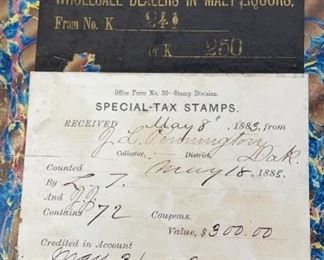 WHOLESALE DEALERS IN MALT LIQUORS,
From No. K 241
to K 250
Office Form No. 30—Stamp Division.
SPECIAL-TAX STAMPS.
RECEIVED May 8" 1883, from
J. L. Pennington
Collector, District, Dak.
Counted May 18, 1883.
By L. T.
And
Contains 72 Coupons.
Value, $300.00
Credited in Account